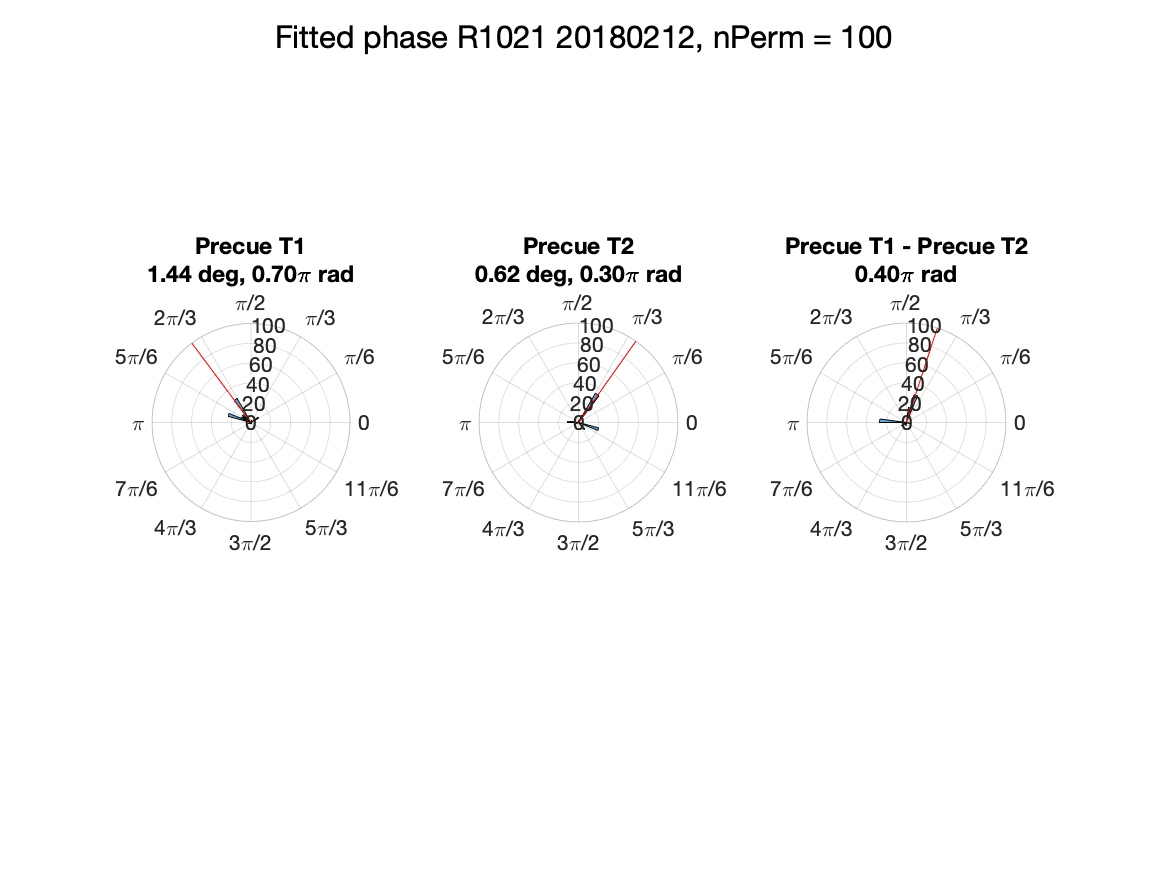 Fitted phase R1021 20180212, nPerm = 100
Precue T1
1.44 deg, 0.70π rad
π/2
2π/3
π/3
5π/6
π/6
π
0
7π/6
11π/6
4π/3
5π/3
3π/2
100
80
60
40
20
0
Precue T2
0.62 deg, 0.30π rad
π/2
2π/3
π/3
5π/6
π/6
π
0
7π/6
11π/6
4π/3
5π/3
3π/2
100
80
60
40
20
0
Precue T1 - Precue T2
0.40π rad
π/2
2π/3
π/3
5π/6
π/6
π
0
7π/6
11π/6
4π/3
5π/3
3π/2
100
80
60
40
20
0